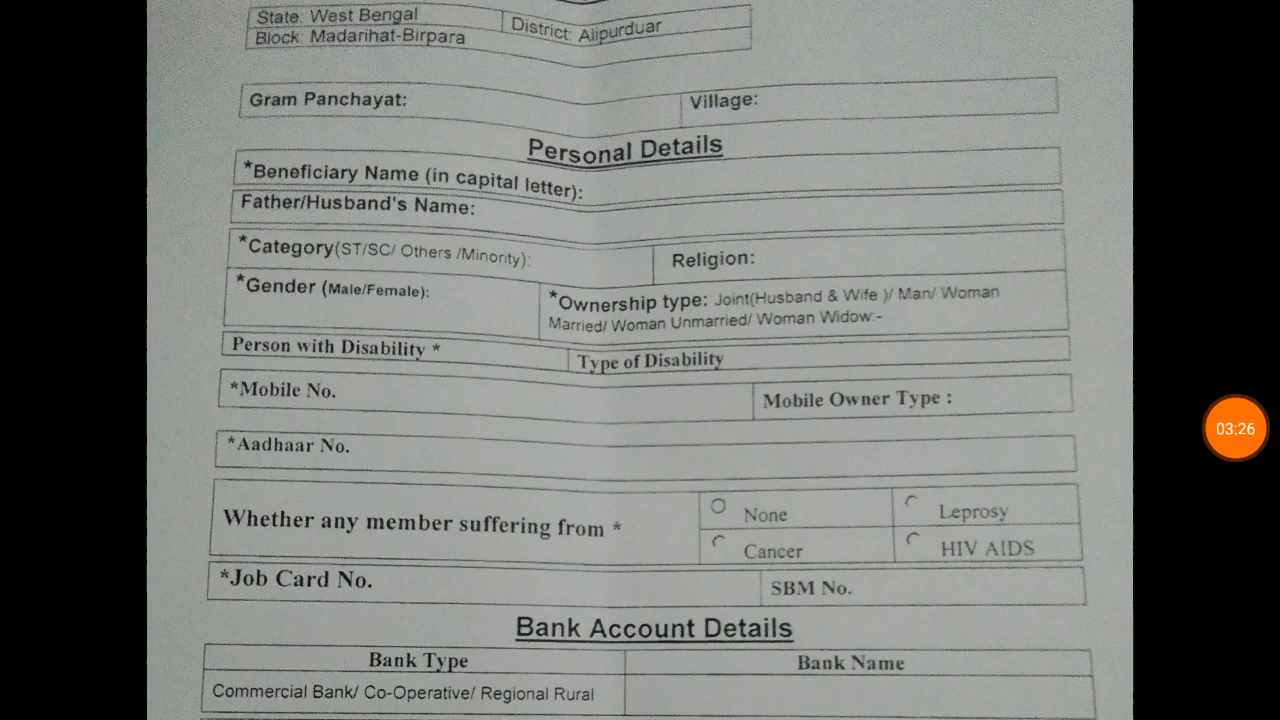 State: West Bengal
District: Alipurduar
Block: Madarihat-Birpara
Gram Panchayat:
Village:
Personal Details
*Beneficiary Name (in capital letter):
Father/Husband's Name:
*Category(ST/SC/ Others /Minority):
Religion:
*Gender (Male/Female):
*Ownership type: Joint(Husband & Wife )/ Man/ Woman
Married/ Woman Unmarried/ Woman Widow:-
Person with Disability *
Type of Disability
*Mobile No.
Mobile Owner Type :
*Aadhaar No.
Whether any member suffering from *
None
Leprosy
Cancer
HIV AIDS
*Job Card No.
SBM No.
Bank Account Details
Bank Type
Bank Name
Commercial Bank/ Co-Operative/ Regional Rural
03:26